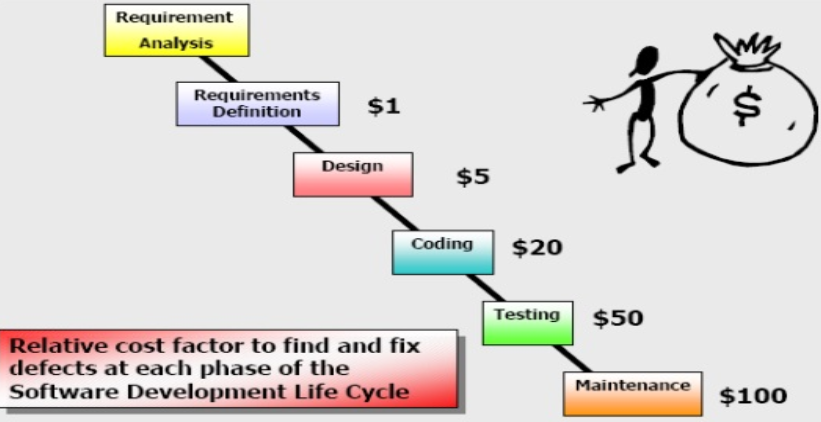 Requirement
Analysis
Requirements
Definition
$1
Design
$5
Coding
$20
Testing
$50
Maintenance
$100
$
Relative cost factor to find and fix
defects at each phase of the
Software Development Life Cycle